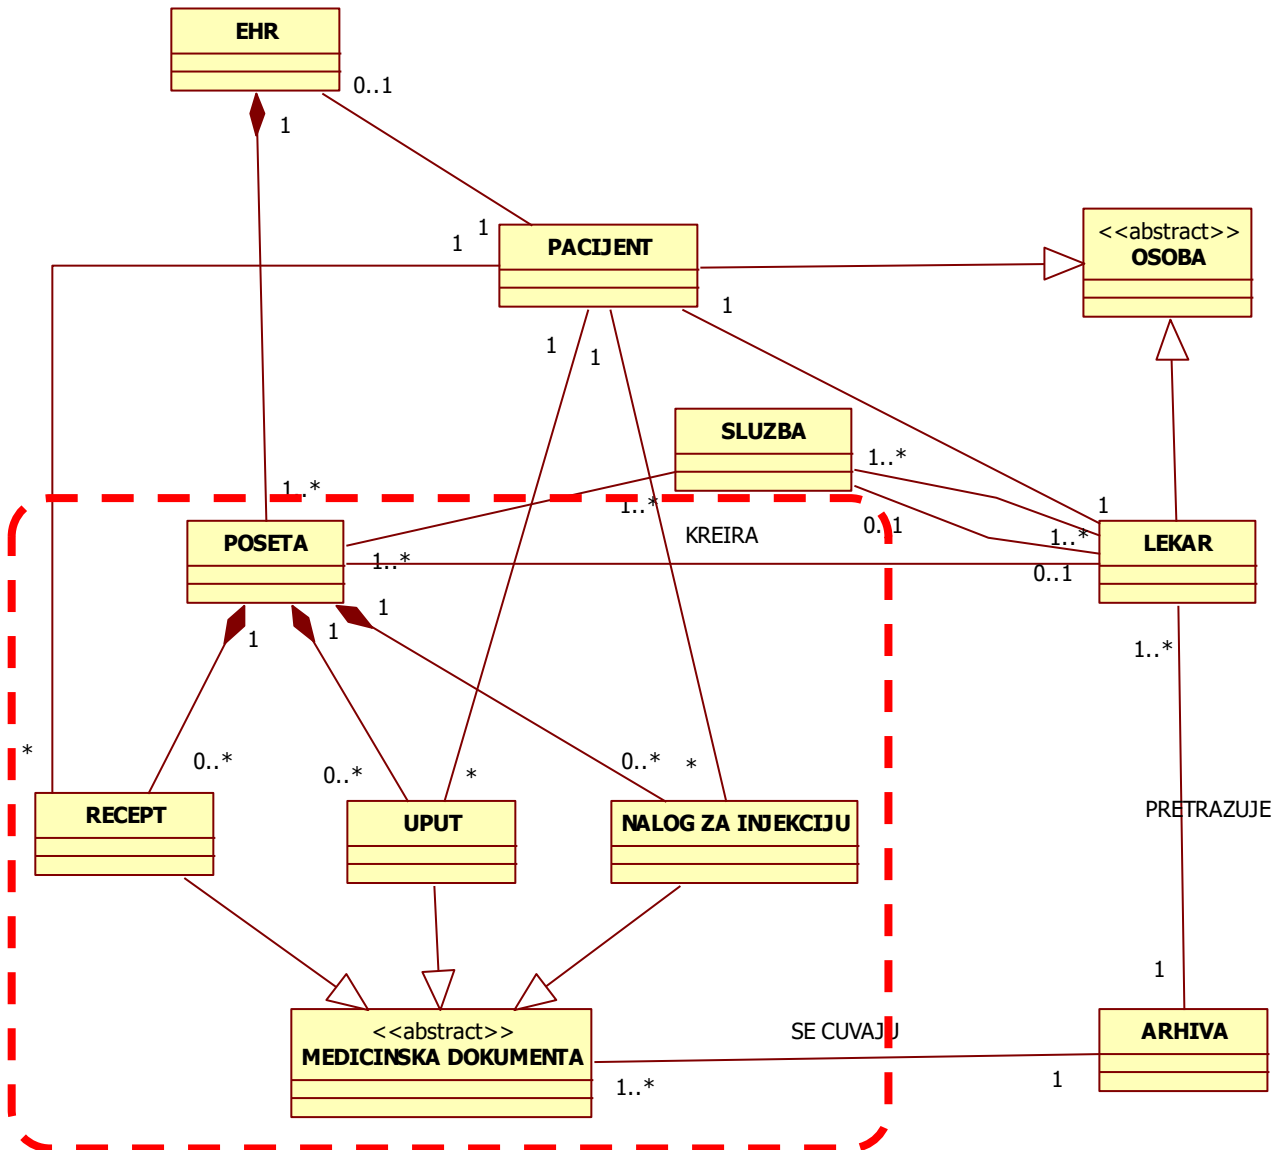 EHR
0..1
1
1
1
PACIJENT
<<abstract>>
OSOBA
1
1
1
SLUZBA
1..*
1..*
1..*
0..1
1
KREIRA
1..*
POSETA
1..*
0..1
LEKAR
1
1
1
1..*
*
0..*
0..*
*
0..*
*
RECEPT
UPUT
NALOG ZA INJEKCIJU
PRETRAZUJE
1
<<abstract>>
MEDICINSKA DOKUMENTA
SE CUVAJU
ARHIVA
1..*
1